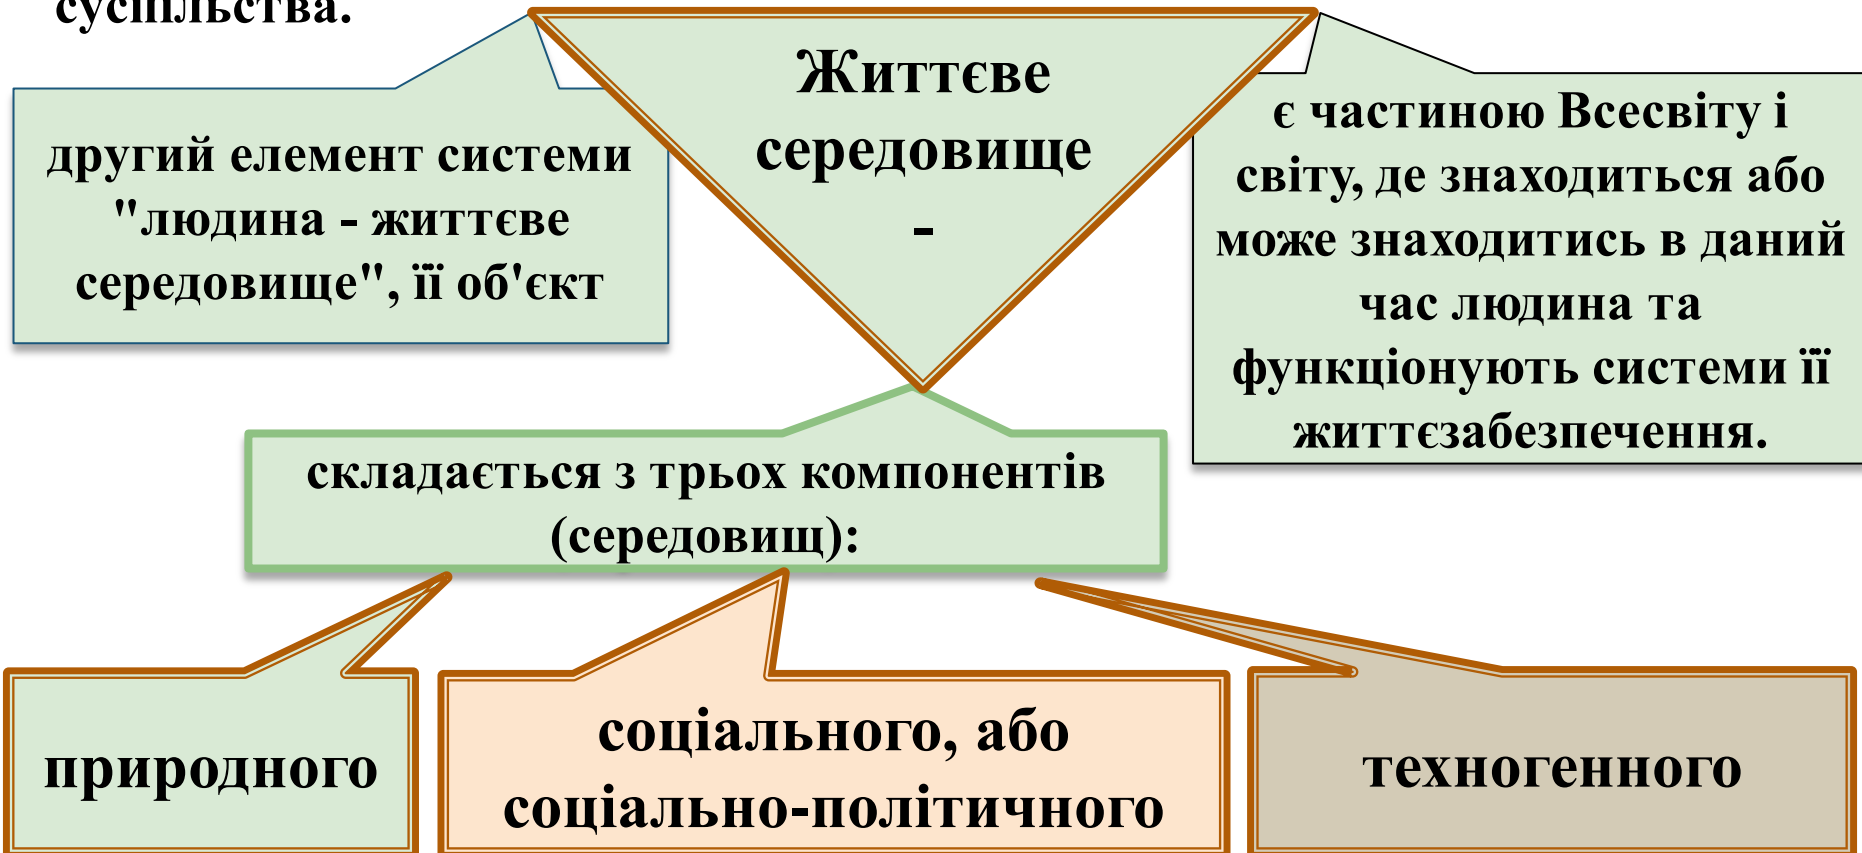 суспільства.
Життєве
середовище
-
другий елемент системи
"людина - життєве
середовище", її об'єкт
є частиною Всесвіту і
світу, де знаходиться або
може знаходитись в даний
час людина та
функціонують системи її
життєзабезпечення.
складається з трьох компонентів
(середовищ):
природного
соціального, або
соціально-політичного
техногенного